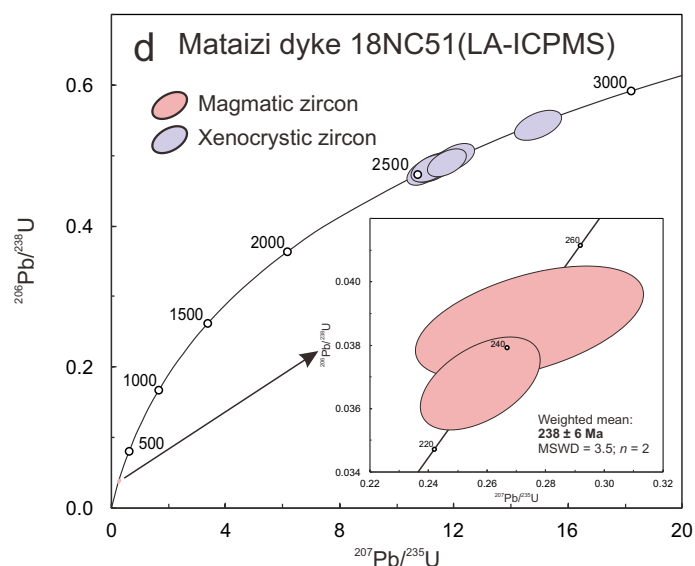 d Mataizi dyke 18NC51(LA-ICPMS)
Magmatic zircon
Xenocrystic zircon
3000
2500
2000
1500
1000
500
0.6
0.4
0.2
0.0
0
4
8
12
16
20
²⁰⁶Pb/²³⁸U
²⁰⁷Pb/²³⁵U
260
240
220
0.040
0.038
0.036
0.034
0.22
0.24
0.26
0.28
0.30
0.32
²⁰⁶Pb/²³⁸U
²⁰⁷Pb/²³⁵U
Weighted mean:
238 ± 6 Ma
MSWD = 3.5; n = 2